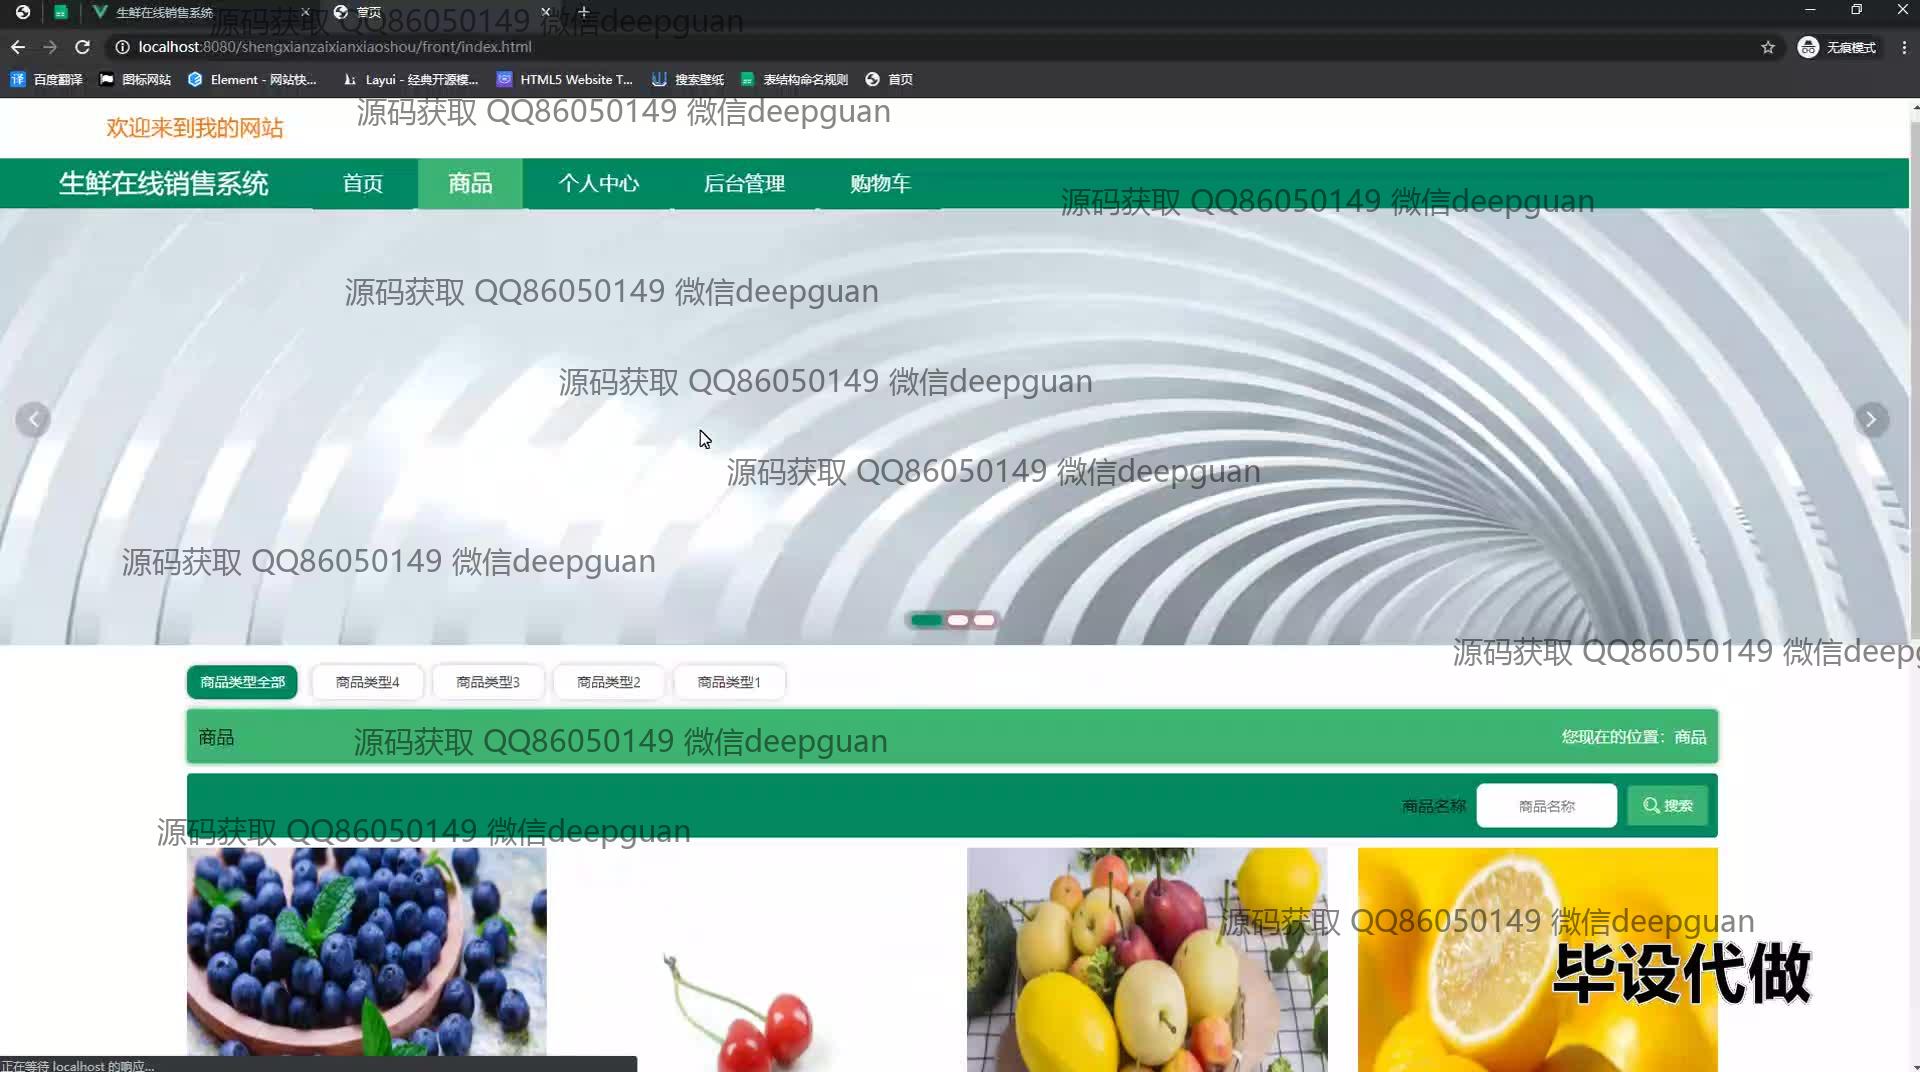 生鲜在线销售系统
首页
源码获取 QQ86050149 微信deepguan
localhost:8080/shengxianzaixianxiaoshou/front/index.html
无痕模式
百度翻译
图标网站
Element - 网站快...
Layui - 经典开源模...
HTML5 Website T...
搜索壁纸
表结构命名规则
首页
源码获取 QQ86050149 微信deepguan
欢迎来到我的网站
生鲜在线销售系统
首页
商品
个人中心
后台管理
购物车
源码获取 QQ86050149 微信deepguan
源码获取 QQ86050149 微信deepguan
源码获取 QQ86050149 微信deepguan
源码获取 QQ86050149 微信deepguan
源码获取 QQ86050149 微信deepguan
源码获取 QQ86050149 微信deepg
商品类型全部
商品类型4
商品类型3
商品类型2
商品类型1
商品
源码获取 QQ86050149 微信deepguan
您现在的位置：商品
商品名称
商品名称
搜索
源码获取 QQ86050149 微信deepguan
源码获取 QQ86050149 微信deepguan
毕设代做
正在等待 localhost 的响应...